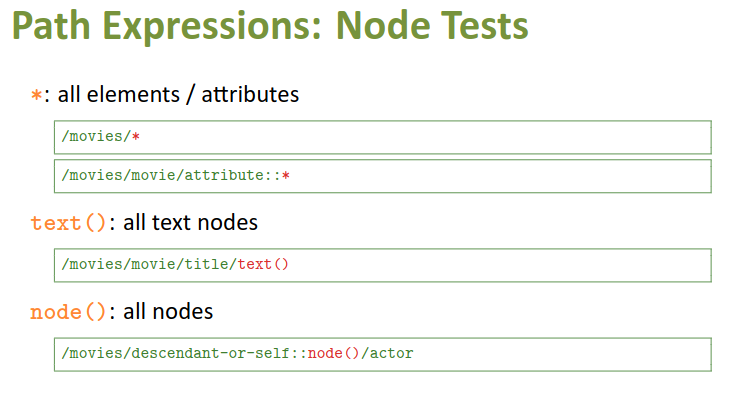 Path Expressions: Node Tests
*: all elements / attributes
/movies/*
/movies/movie/attribute::*
text(): all text nodes
/movies/movie/title/text()
node(): all nodes
/movies/descendant-or-self::node()/actor